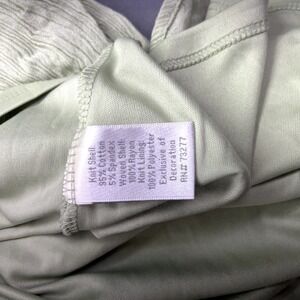 Knit Shell:
95% Cotton
5% Spandex
Woven Shell:
100% Rayon
Knit Lining:
100% Polyester
Exclusive of
Decoration
RN# 73277